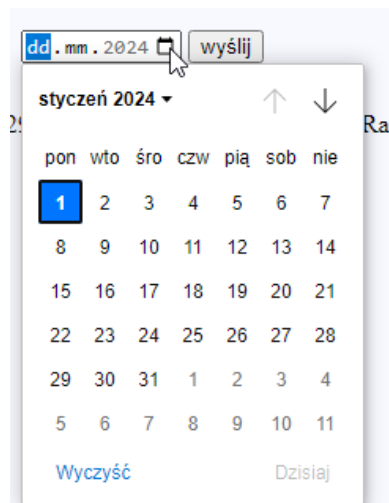 dd.mm.2024 wyślij
styczeń 2024
pon wto śro czw pią sob nie
1 2 3 4 5 6 7
8 9 10 11 12 13 14
15 16 17 18 19 20 21
22 23 24 25 26 27 28
29 30 31 1 2 3 4
5 6 7 8 9 10 11
Wyczyść Dzisiaj